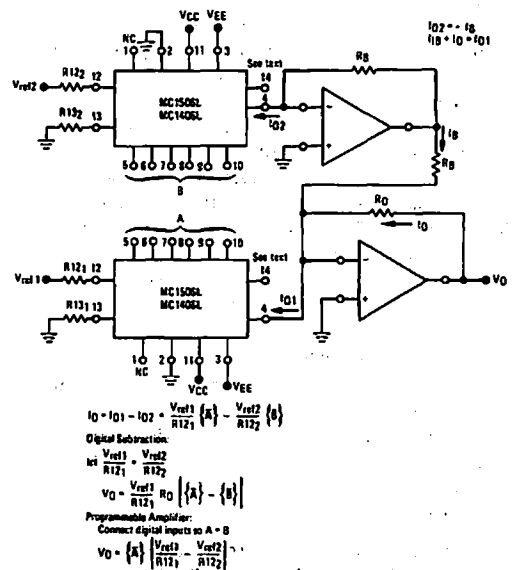 VCC VEE
NC
1 2 11 3
See text
14
Vref2 R12₂ 12
MC1506L
MC1406L
4
R13₂ 13
IO2
5 6 7 8 9 10
B
RB
IO2 = - IB
IB + IO = IO1
IB
RB
A
5 6 7 8 9 10
See text
14
Vref1 R12₁ 12
MC1506L
MC1406L
4
R13₁ 13
IO1
1 2 11 3
NC
VCC VEE
RO
IO
VO
IO = IO1 - IO2 = Vref1/R12₁ {A̅} - Vref2/R12₂ {B̅}
Digital Subtraction:
let Vref1/R12₁ = Vref2/R12₂
VO = Vref1/R12₁ RO [{A̅} - {B̅}]
Programmable Amplifier:
Connect digital inputs so A = B
VO = {A̅} [Vref1/R12₁ - Vref2/R12₂]